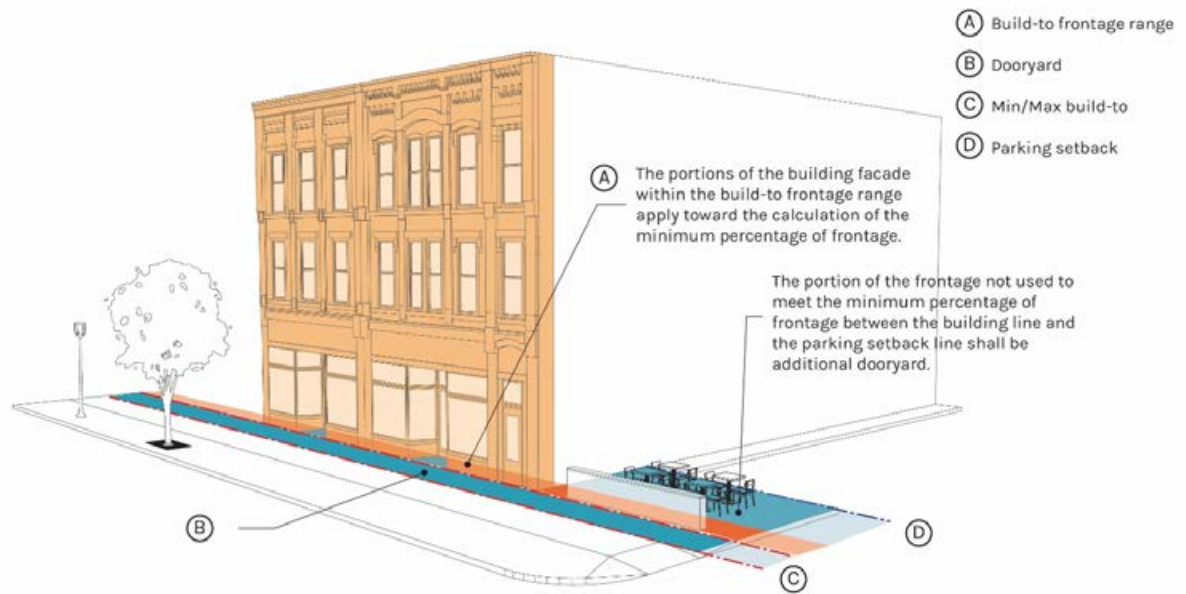 A Build-to frontage range
B Dooryard
C Min/Max build-to
D Parking setback
A The portions of the building facade
within the build-to frontage range
apply toward the calculation of the
minimum percentage of frontage.
The portion of the frontage not used to
meet the minimum percentage of
frontage between the building line and
the parking setback line shall be
additional dooryard.
B
D
C